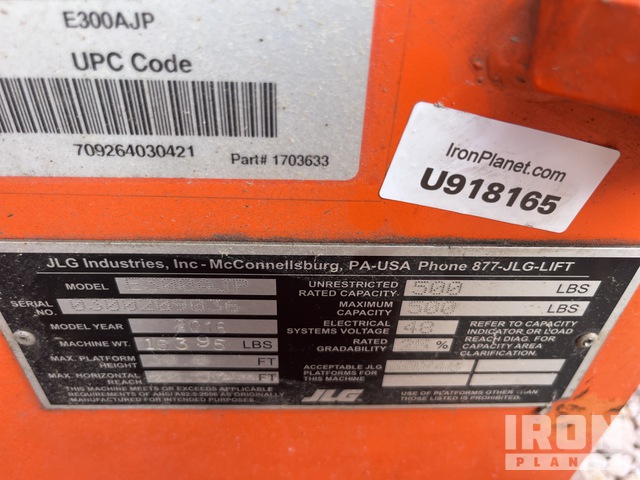 E300AJP
UPC Code
709264030421
Part# 1703633
IronPlanet.com
U918165
JLG Industries, Inc - McConnellsburg, PA-USA Phone 877-JLG-LIFT
MODEL
UNRESTRICTED RATED CAPACITY 500 LBS
SERIAL NO.
MAXIMUM CAPACITY 500 LBS
MODEL YEAR 2016
ELECTRICAL SYSTEMS VOLTAGE 48
REFER TO CAPACITY INDICATOR OR LOAD REACH DIAG. FOR CAPACITY AREA CLARIFICATION.
MACHINE WT. LBS
RATED GRADABILITY %
MAX. PLATFORM HEIGHT FT
ACCEPTABLE JLG PLATFORMS FOR THIS MACHINE
MAX. HORIZONTAL REACH FT
THIS MACHINE MEETS OR EXCEEDS APPLICABLE
REQUIREMENTS OF ANSI A92.5-2006 AS ORIGINALLY
MANUFACTURED FOR INTENDED PURPOSES.
JLG
USE OF PLATFORMS OTHER THAN
IRON
PLANET